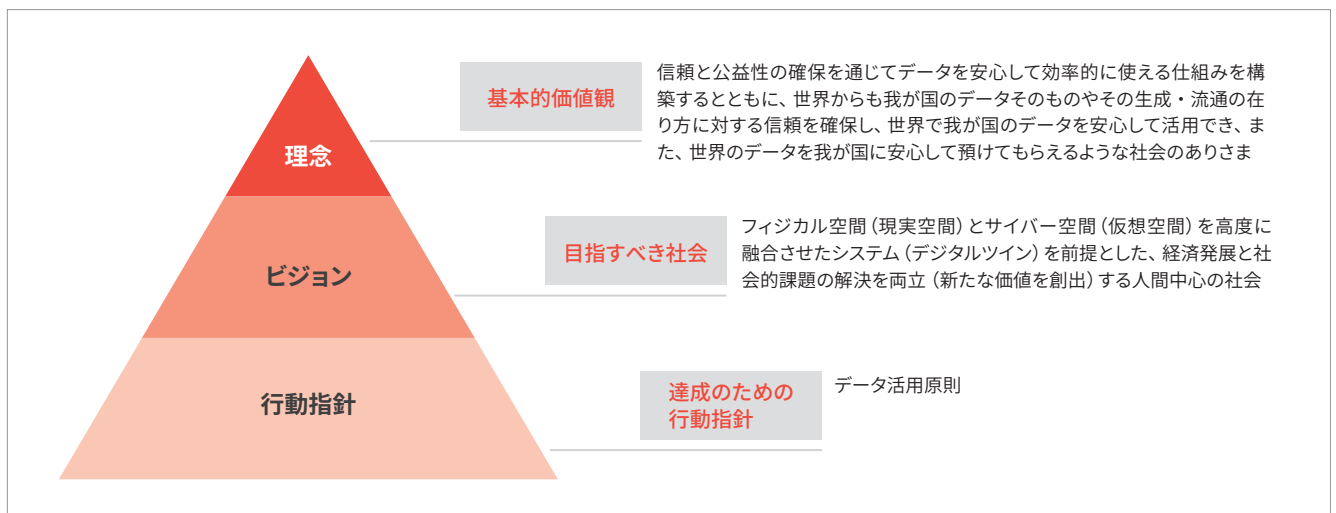 基本的価値観
信頼と公益性の確保を通じてデータを安心して効率的に使える仕組みを構
築するとともに、世界からも我が国のデータそのものやその生成・流通の在
り方に対する信頼を確保し、世界で我が国のデータを安心して活用でき、ま
た、世界のデータを我が国に安心して預けてもらえるような社会のありさま
理念
目指すべき社会
フィジカル空間(現実空間)とサイバー空間(仮想空間)を高度に
融合させたシステム(デジタルツイン)を前提とした、経済発展と社
会的課題の解決を両立(新たな価値を創出)する人間中心の社会
ビジョン
達成のための
行動指針
データ活用原則
行動指針